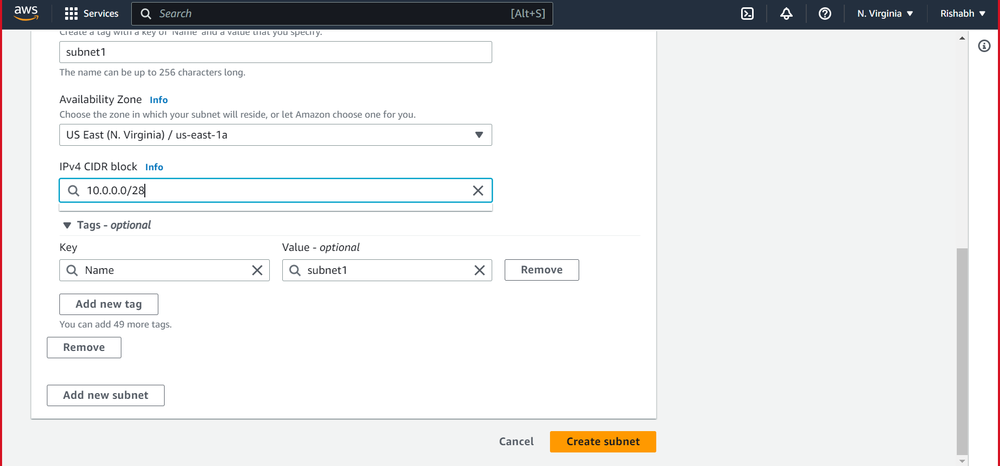 aws Services Search [Alt+S] N. Virginia Rishabh
Create a tag with a key of 'Name' and a value that you specify.
subnet1
The name can be up to 256 characters long.
Availability Zone Info
Choose the zone in which your subnet will reside, or let Amazon choose one for you.
US East (N. Virginia) / us-east-1a
IPv4 CIDR block Info
10.0.0.0/28
Tags - optional
Key Value - optional
Name subnet1 Remove
Add new tag
You can add 49 more tags.
Remove
Add new subnet
Cancel Create subnet